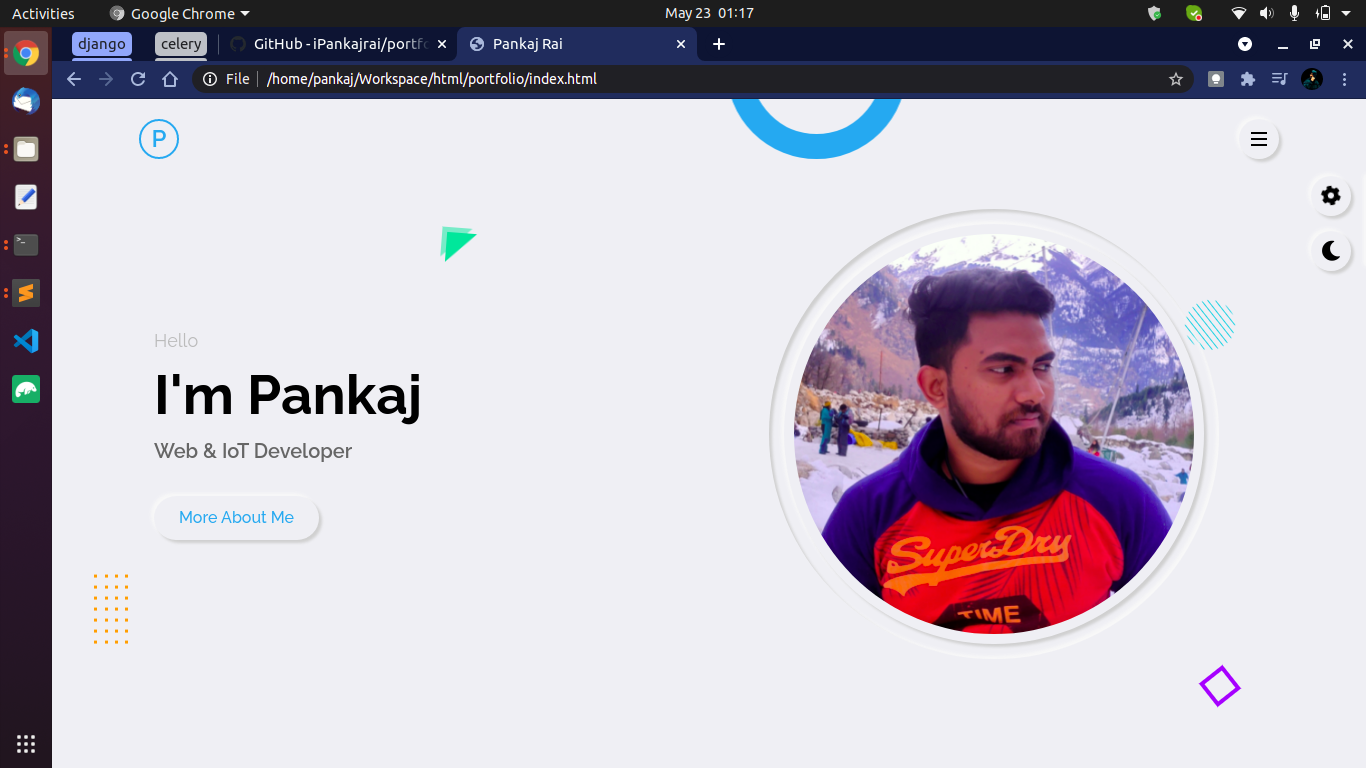 Activities
Google Chrome
May 23 01:17
django
celery
GitHub - iPankajrai/portfo
Pankaj Rai
File
/home/pankaj/Workspace/html/portfolio/index.html
P
Hello
I'm Pankaj
Web & IoT Developer
More About Me
SuperDry
TIME